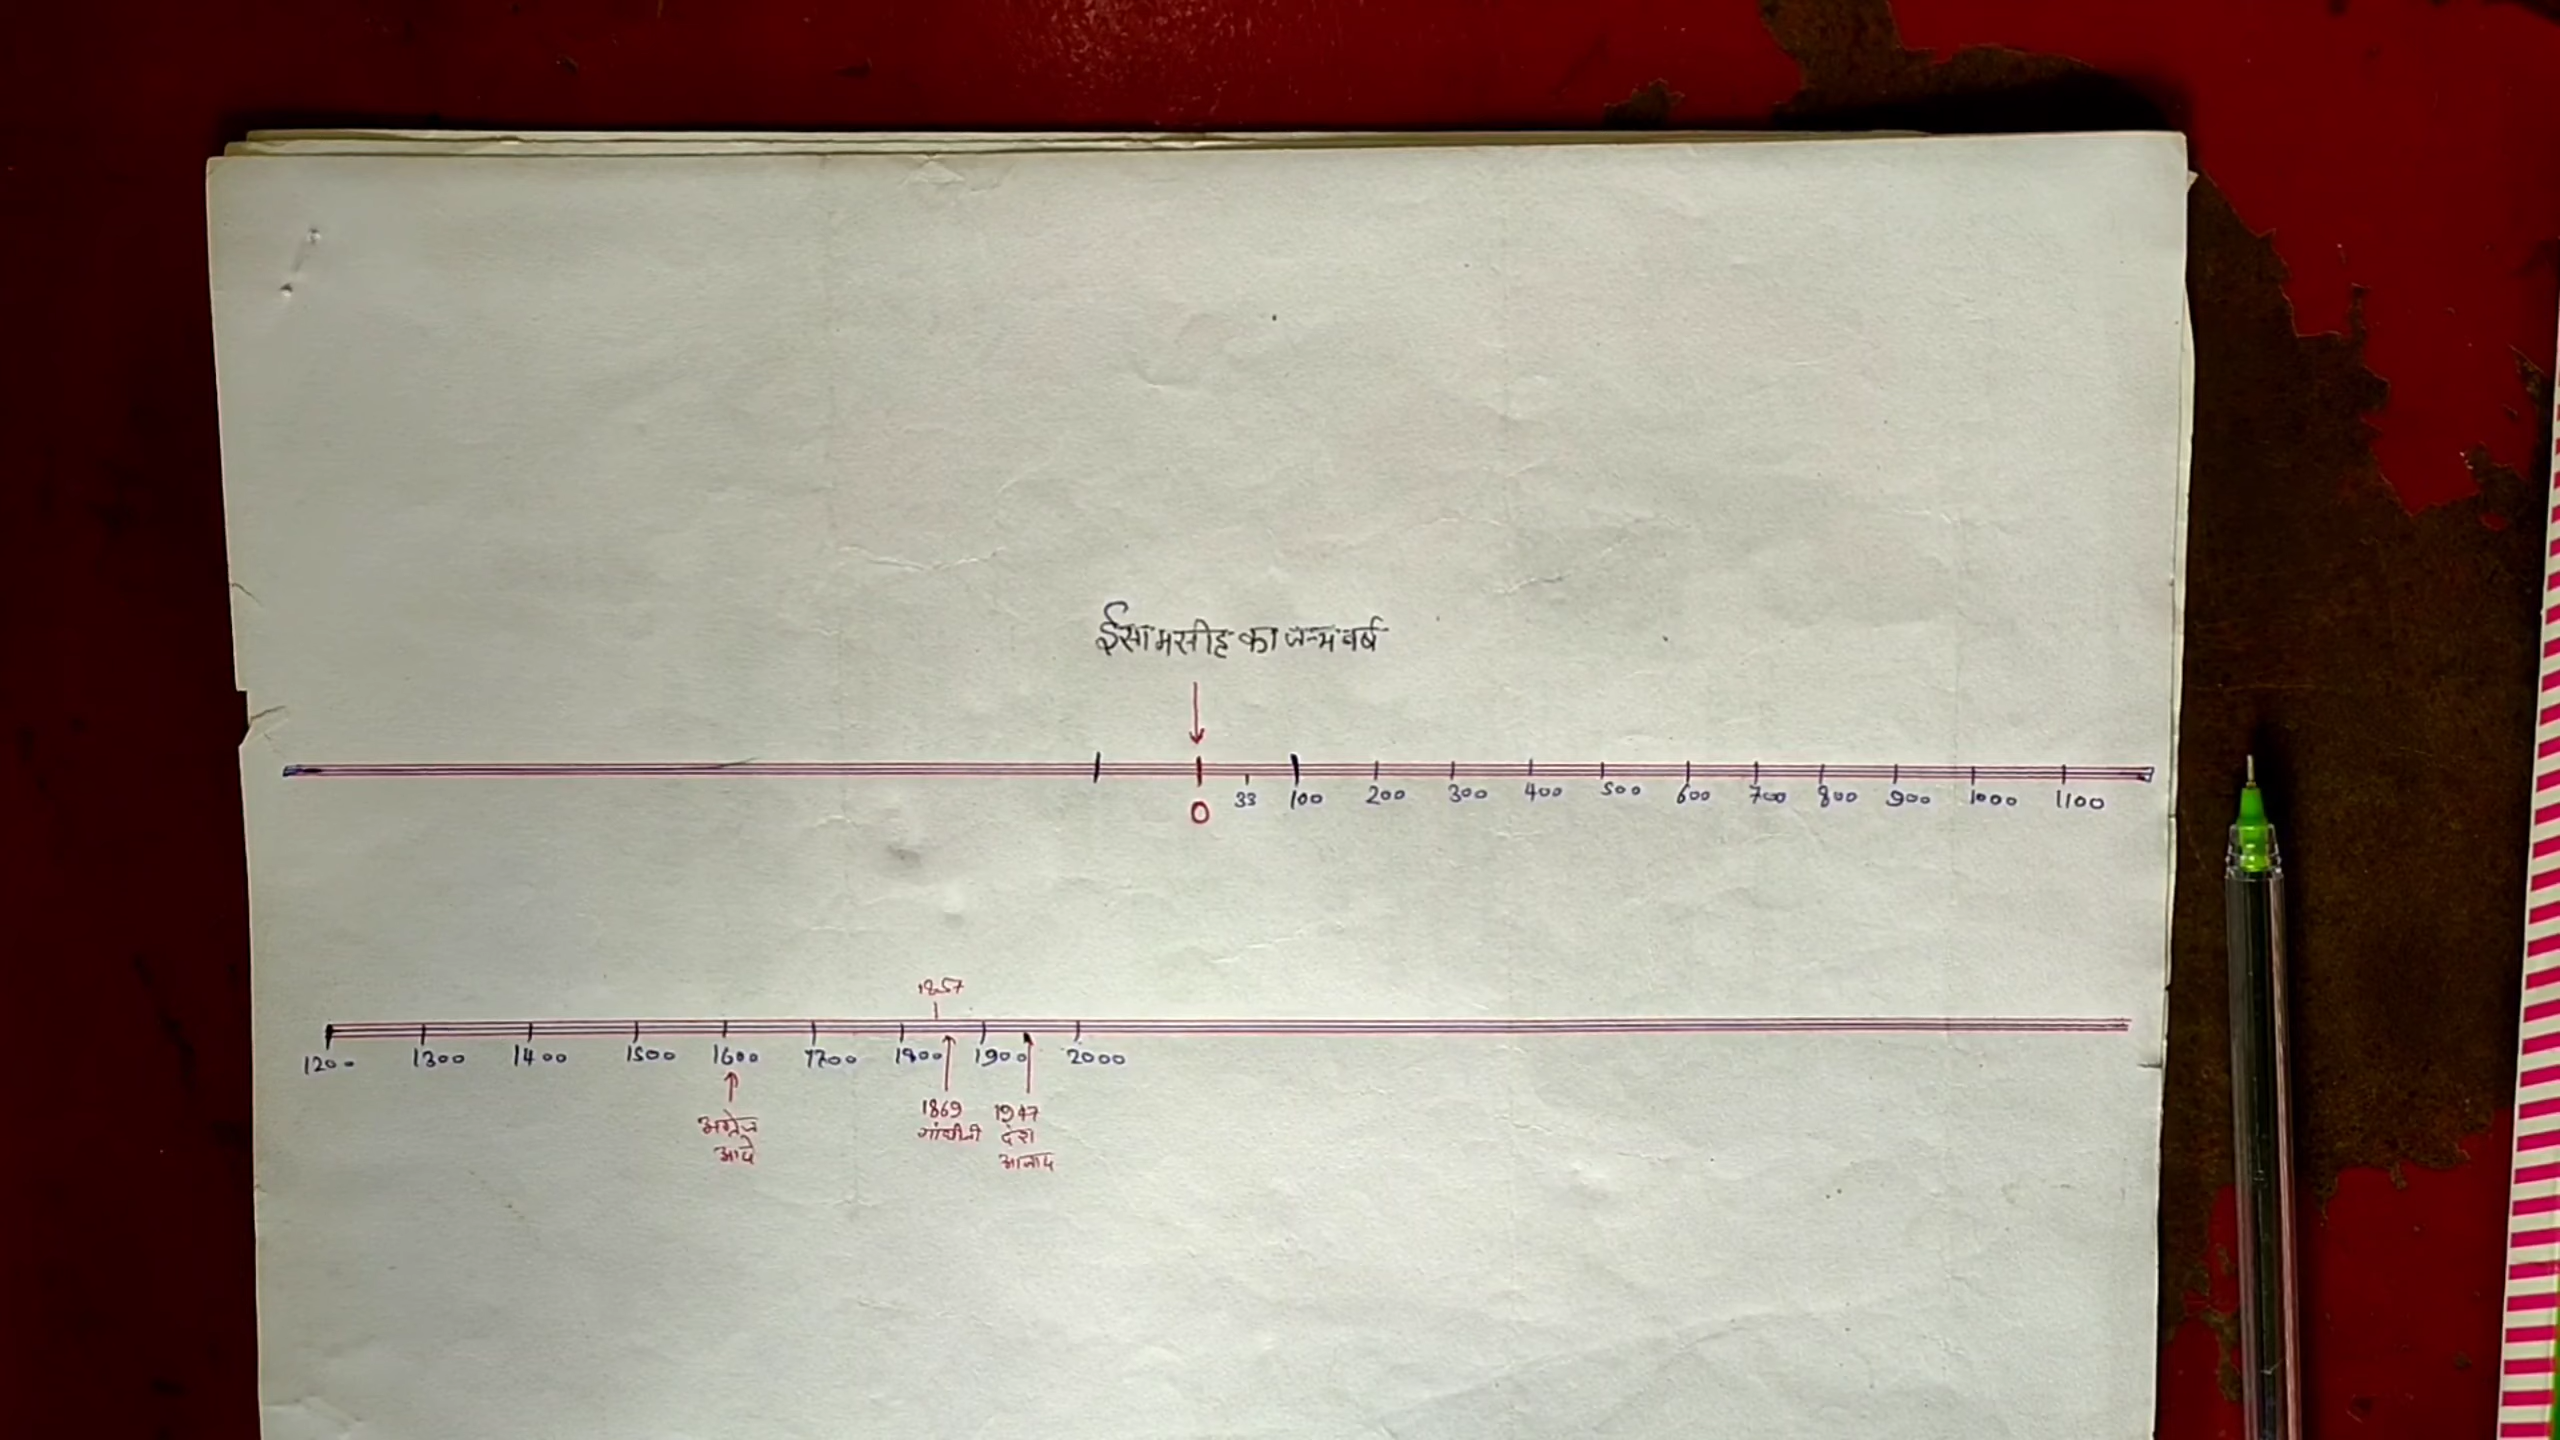 ईसा मसीह का जन्म वर्ष
0 33 100 200 300 400 500 600 700 800 900 1000 1100
1857
1200 1300 1400 1500 1600 1700 1800 1900 2000
अंग्रेज आये
1869 गांधीजी
1947 देश आजाद